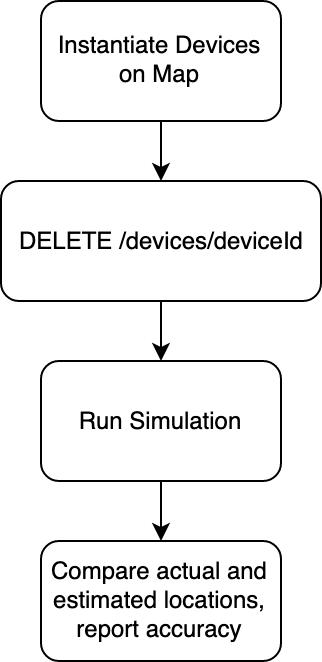 Instantiate Devices
on Map
DELETE /devices/deviceId
Run Simulation
Compare actual and
estimated locations,
report accuracy